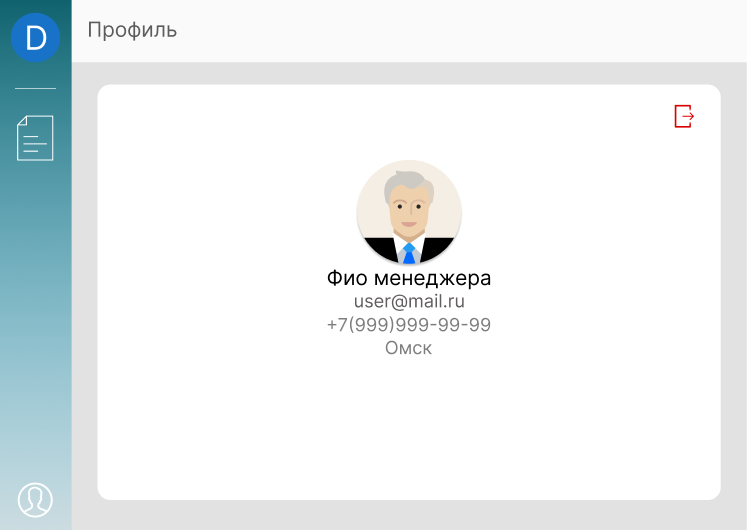 D
Профиль
Фио менеджера
user@mail.ru
+7(999)999-99-99
Омск